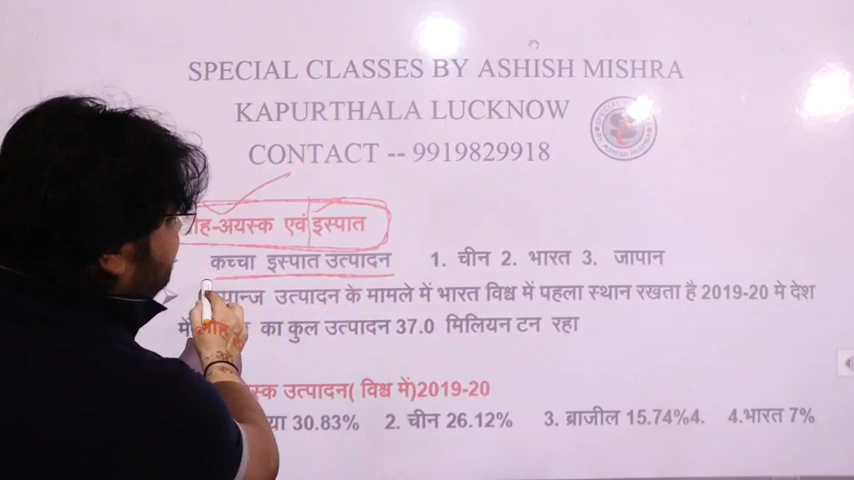 SPECIAL CLASSES BY ASHISH MISHRA
KAPURTHALA LUCKNOW
CONTACT -- 9919829918
अयस्क एवं इस्पात
कच्चा इस्पात उत्पादन 1. चीन 2. भारत 3. जापान
उत्पादन के मामले में भारत विश्व में पहला स्थान रखता है 2019-20 मे देश
में लौह का कुल उत्पादन 37.0 मिलियन टन रहा
उत्पादन( विश्व में)2019-20
30.83% 2. चीन 26.12% 3. ब्राजील 15.74%4. 4.भारत 7%